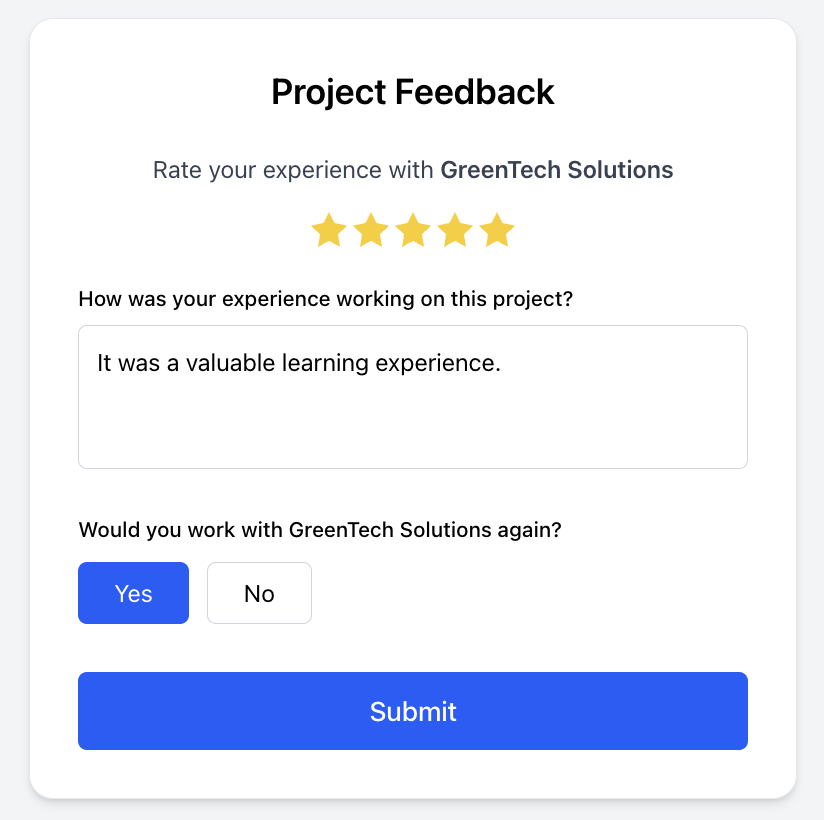 Project Feedback
Rate your experience with GreenTech Solutions
How was your experience working on this project?
It was a valuable learning experience.
Would you work with GreenTech Solutions again?
Yes No
Submit